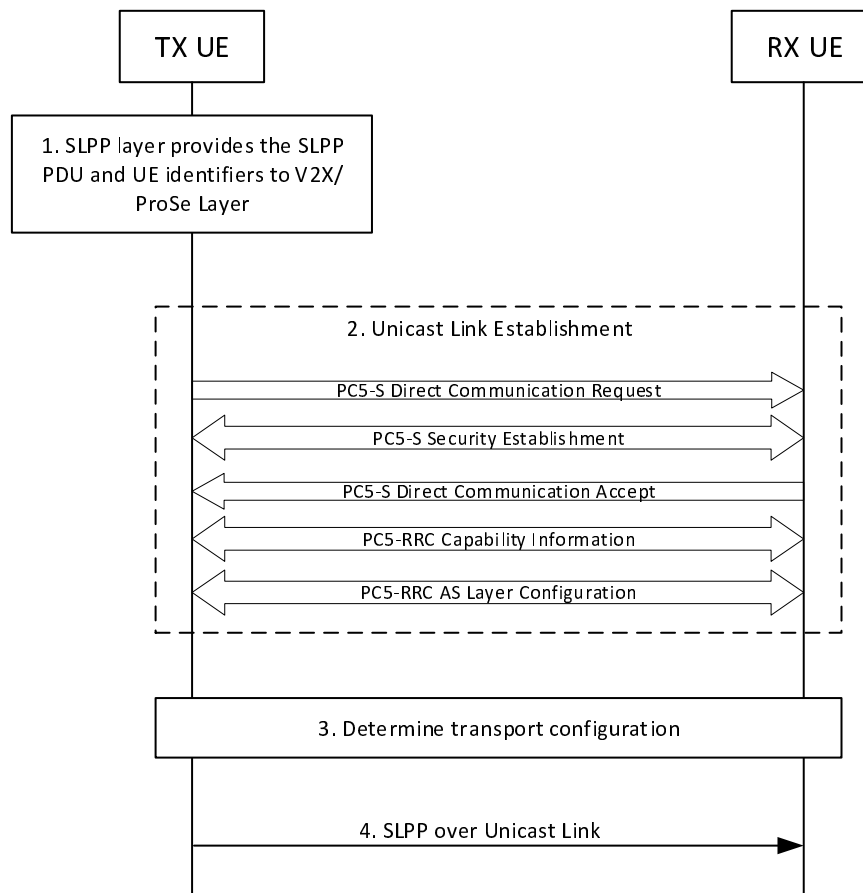 TX UE
RX UE
1. SLPP layer provides the SLPP
PDU and UE identifiers to V2X/
ProSe Layer
2. Unicast Link Establishment
PC5-S Direct Communication Request
PC5-S Security Establishment
PC5-S Direct Communication Accept
PC5-RRC Capability Information
PC5-RRC AS Layer Configuration
3. Determine transport configuration
4. SLPP over Unicast Link